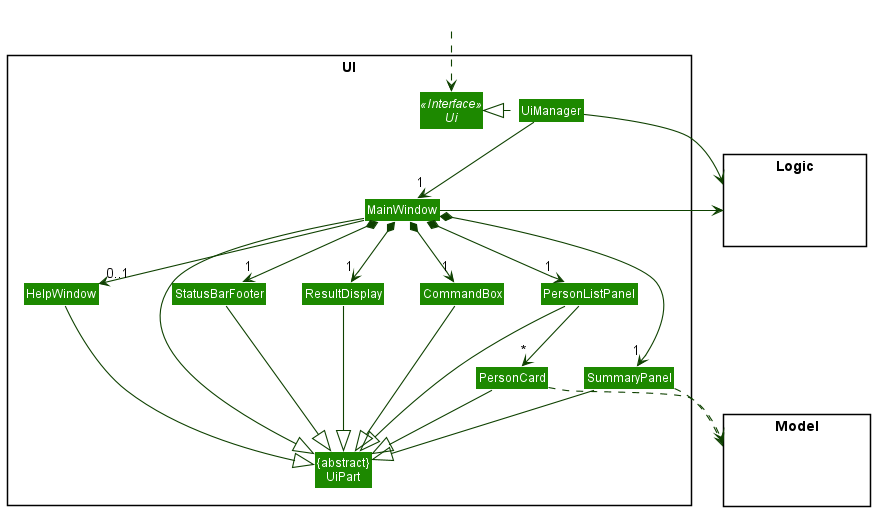 UI
«Interface»
Ui
UiManager
Logic
1
MainWindow
0..1
1
1
1
1
HelpWindow
StatusBarFooter
ResultDisplay
CommandBox
PersonListPanel
*
1
PersonCard
SummaryPanel
Model
{abstract}
UiPart